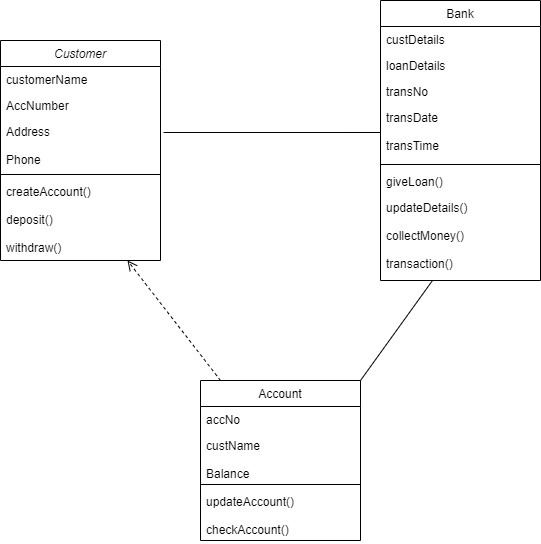 Customer
customerName
AccNumber
Address
Phone
createAccount()
deposit()
withdraw()
Bank
custDetails
loanDetails
transNo
transDate
transTime
giveLoan()
updateDetails()
collectMoney()
transaction()
Account
accNo
custName
Balance
updateAccount()
checkAccount()